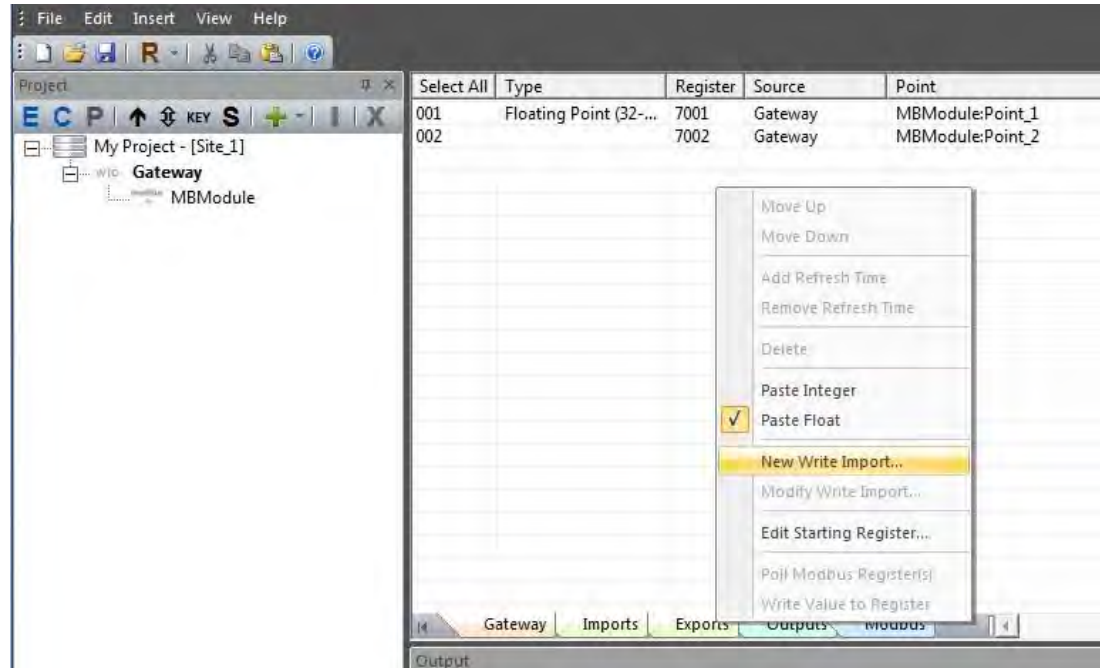 File Edit Insert View Help
R
Project
E C P KEY S I X
My Project - [Site_1]
WIO Gateway
MBModule
Select All Type Register Source Point
001 Floating Point (32-... 7001 Gateway MBModule:Point_1
002 7002 Gateway MBModule:Point_2
Move Up
Move Down
Add Refresh Time
Remove Refresh Time
Delete
Paste Integer
Paste Float
New Write Import...
Modify Write Import...
Edit Starting Register...
Poll Modbus Register(s)
Write Value to Register
Gateway Imports Exports Outputs Modbus
Output